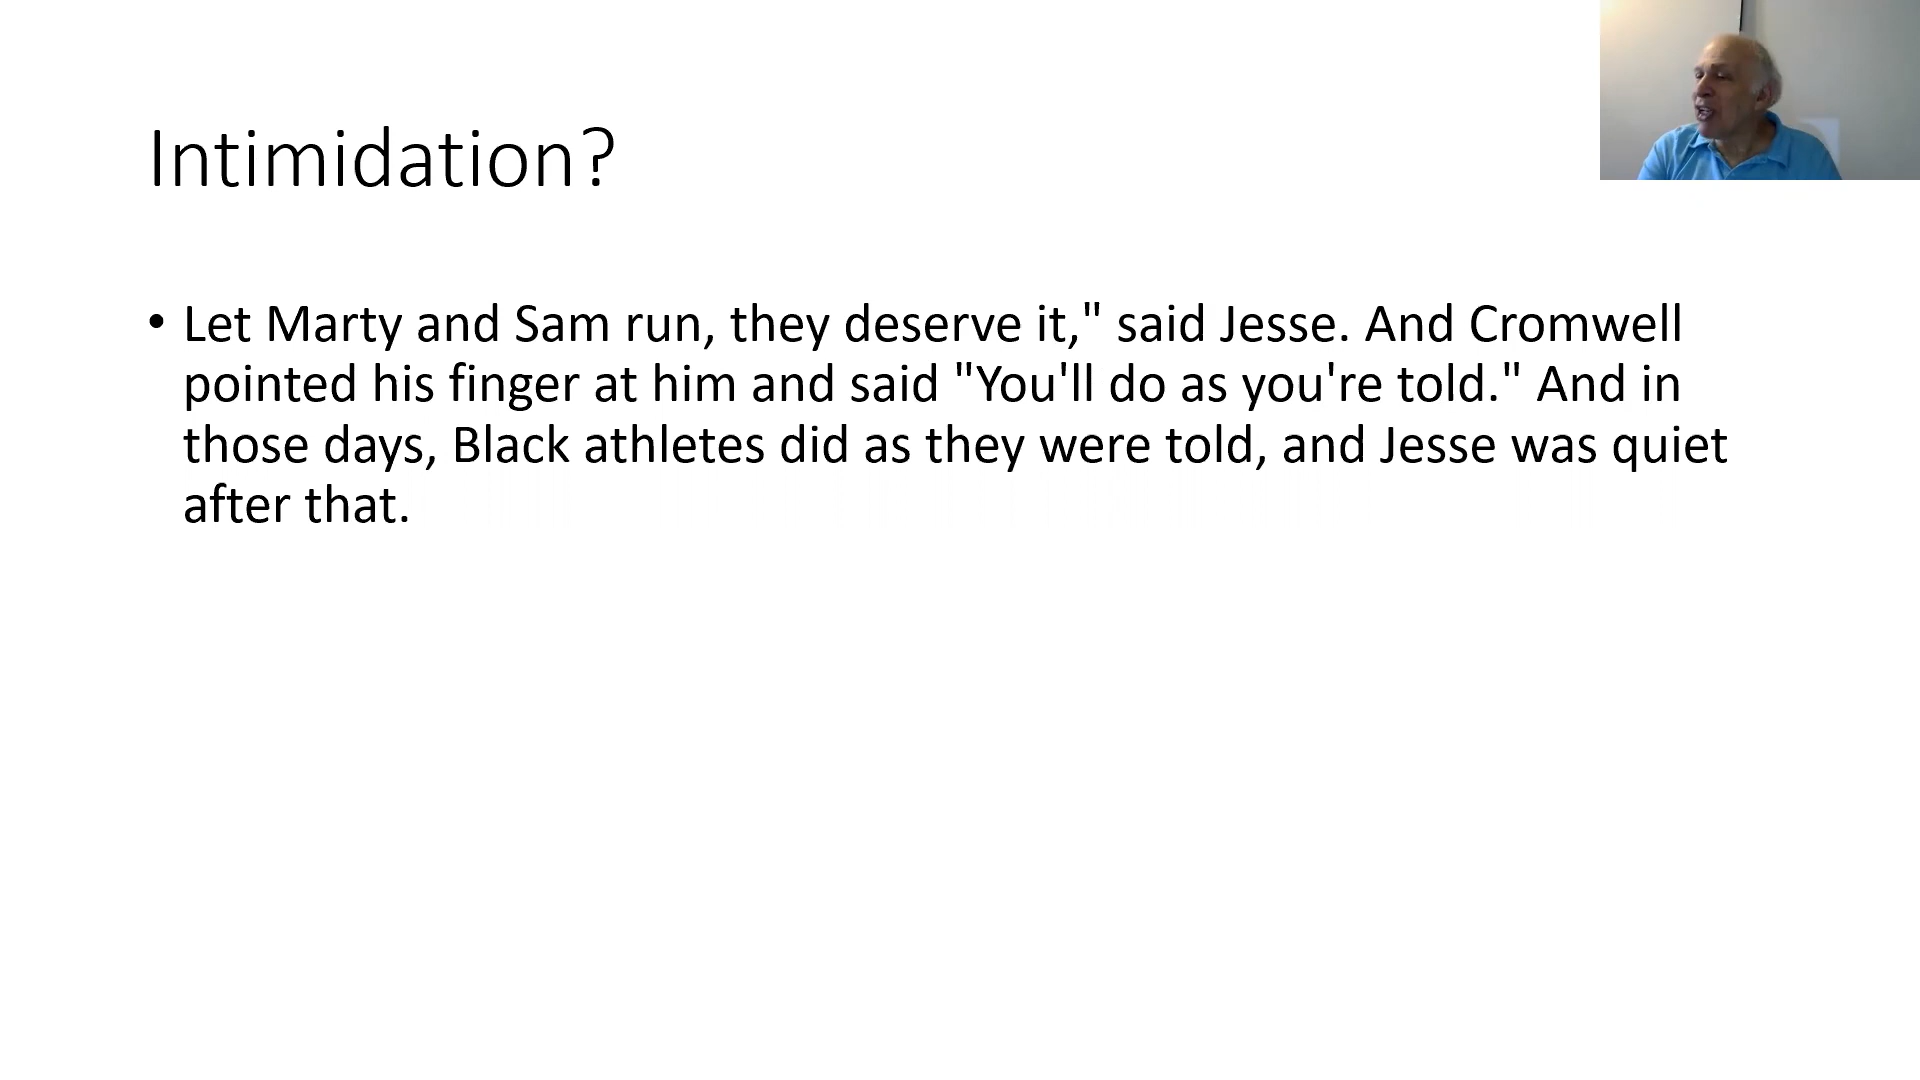 Intimidation?
• Let Marty and Sam run, they deserve it," said Jesse. And Cromwell
pointed his finger at him and said "You'll do as you're told." And in
those days, Black athletes did as they were told, and Jesse was quiet
after that.